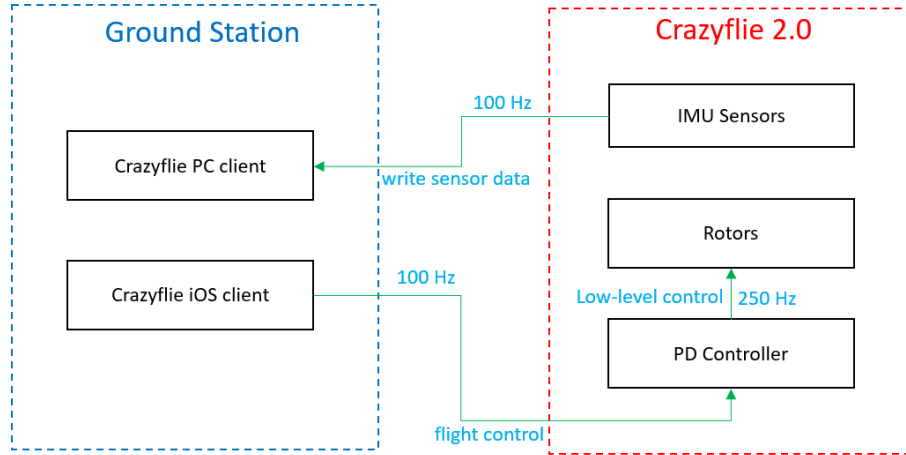 Ground Station
Crazyflie 2.0
100 Hz
IMU Sensors
Crazyflie PC client
write sensor data
Rotors
Crazyflie iOS client
100 Hz
Low-level control
250 Hz
PD Controller
flight control